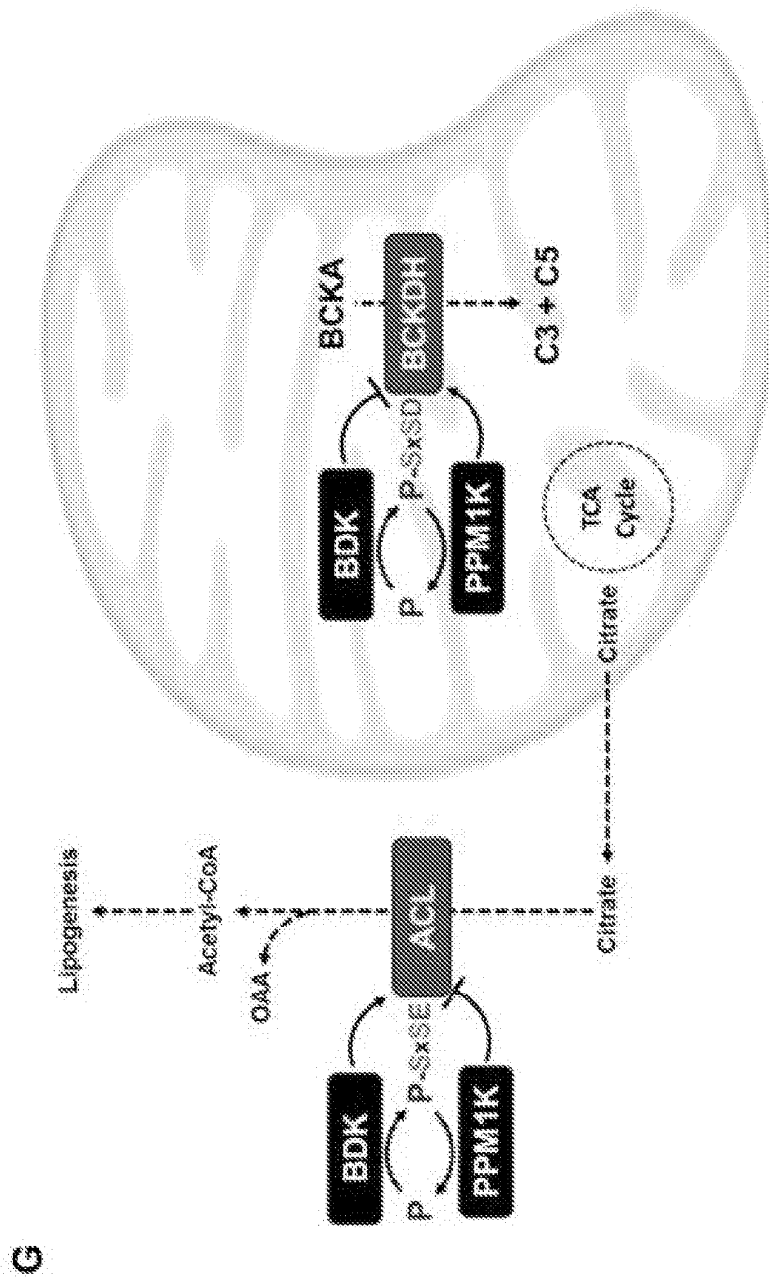 G
Lipogenesis
Acetyl-CoA
OAA
BDK
P
P-SxSE
ACL
PPM1K
Citrate
Citrate
BCKA
BDK
P
P-SxSD
BCKDH
PPM1K
C3 + C5
TCA
Cycle